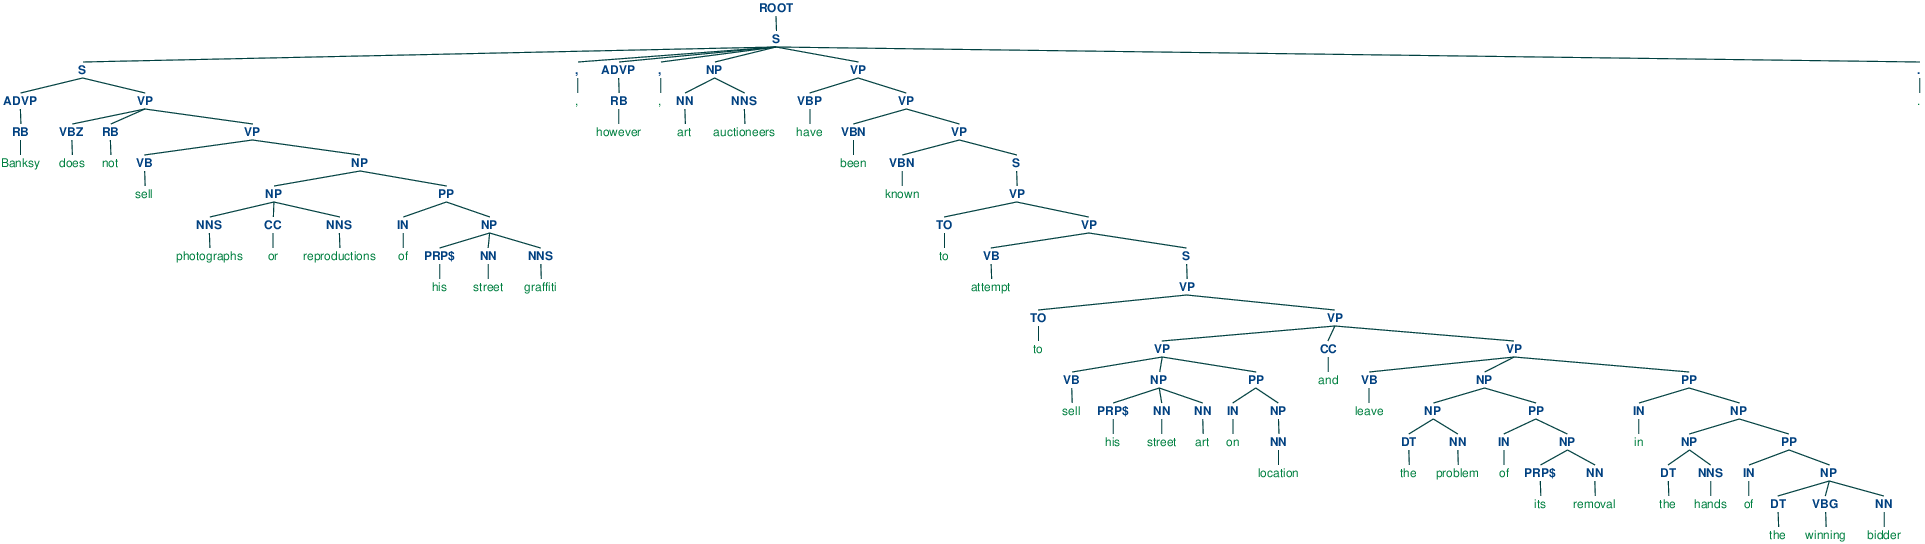 ROOT
S
S , ADVP , NP VP .
ADVP VP , RB , NN NNS VBP VP .
RB VBZ RB VP however art auctioneers have VBN VP
Banksy does not VB NP been VBN S
sell NP PP known VP
NNS CC NNS IN NP TO VP
photographs or reproductions of PRP$ NN NNS to VB S
his street graffiti attempt VP
TO VP
to VP CC VP
VB NP PP and VB NP PP
sell PRP$ NN NN IN NP leave NP PP IN NP
his street art on NN DT NN IN NP in NP PP
location the problem of PRP$ NN DT NNS IN NP
its removal the hands of DT VBG NN
the winning bidder